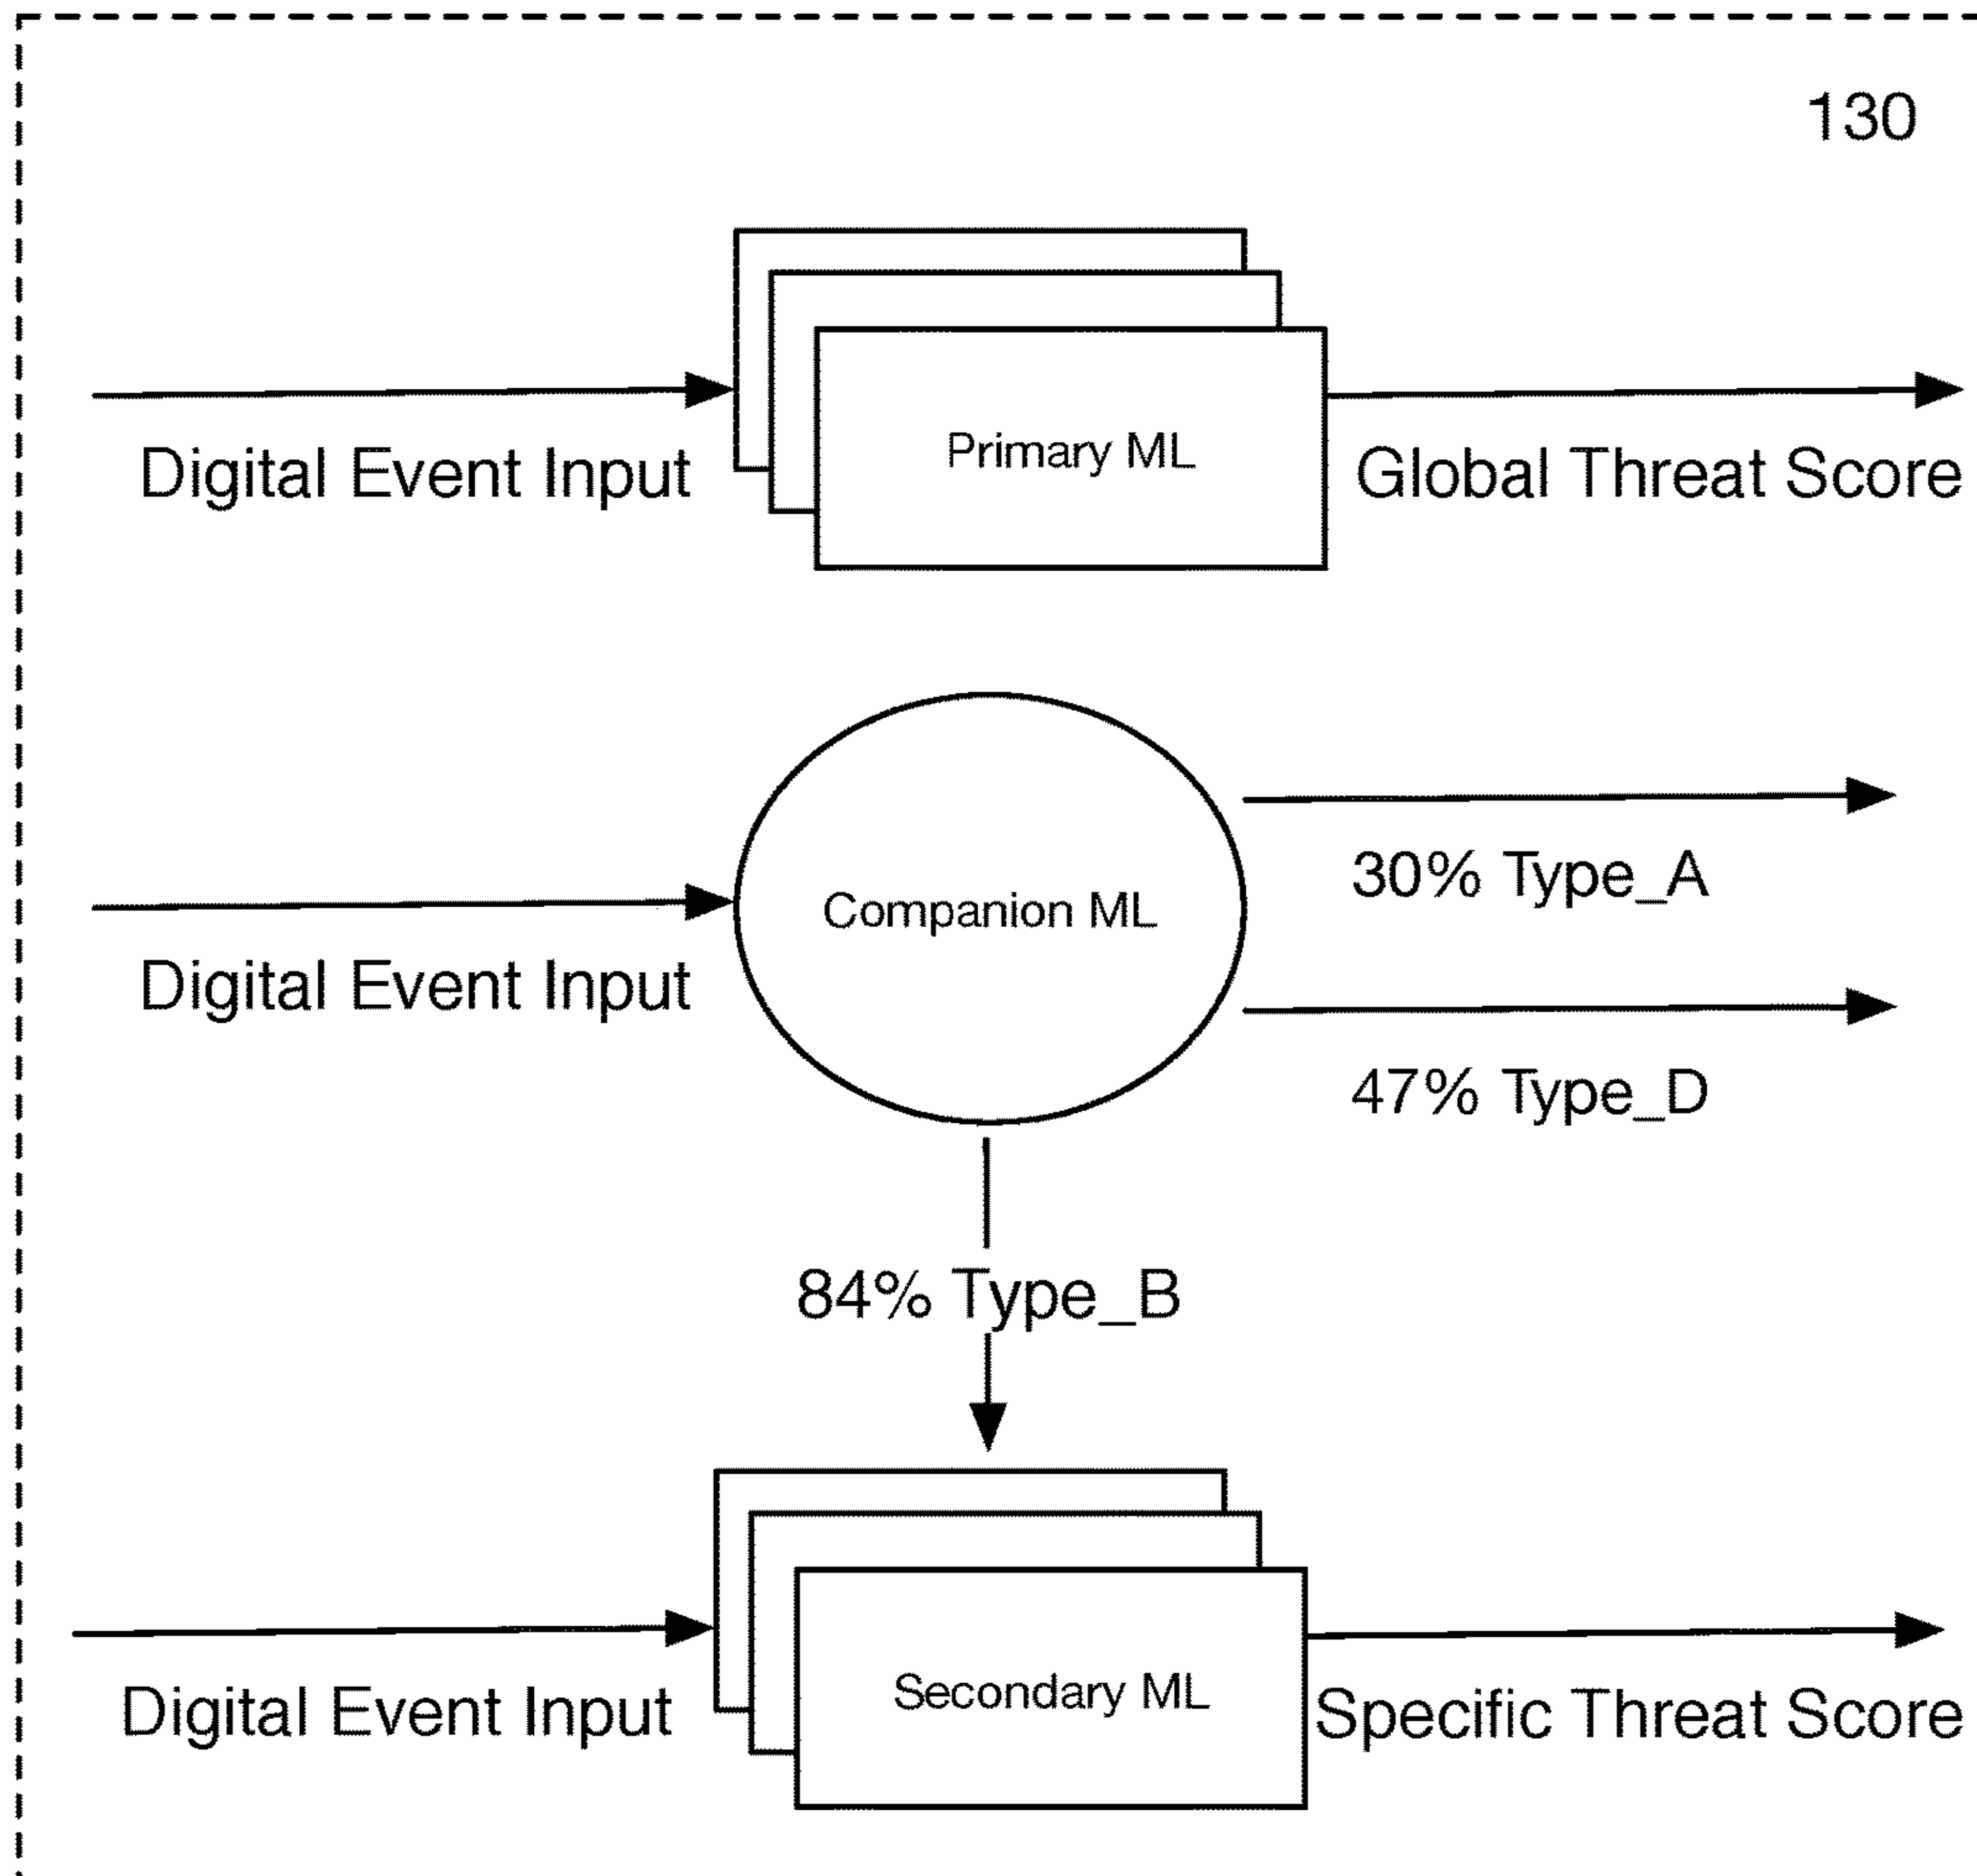 130
Primary ML
Digital Event Input
Global Threat Score
30% Type_A
Companion ML
Digital Event Input
47% Type_D
84% Type_B
Secondary ML
Digital Event Input
Specific Threat Score